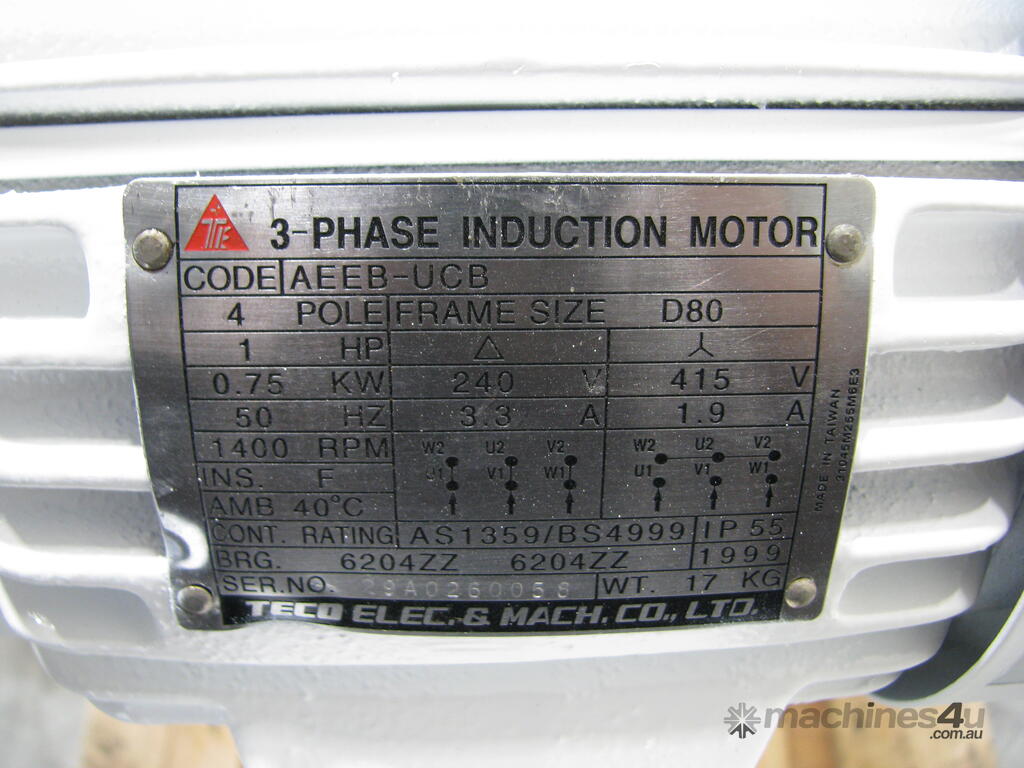 3-PHASE INDUCTION MOTOR
CODE AEEB-UCB
4 POLE FRAME SIZE D80
1 HP △ ⅄
0.75 KW 240 V 415 V
50 HZ 3.3 A 1.9 A
1400 RPM W2 U2 V2 W2 U2 V2
U1 V1 W1 U1 V1 W1
INS. F
AMB 40°C
CONT. RATING AS1359/BS4999 IP 55
BRG. 6204ZZ 6204ZZ 1999
SER.NO. 29A0260058 WT. 17 KG
TECO ELEC. & MACH. CO., LTD.
MADE IN TAIWAN
31045M255M6E3
machines4u
.com.au